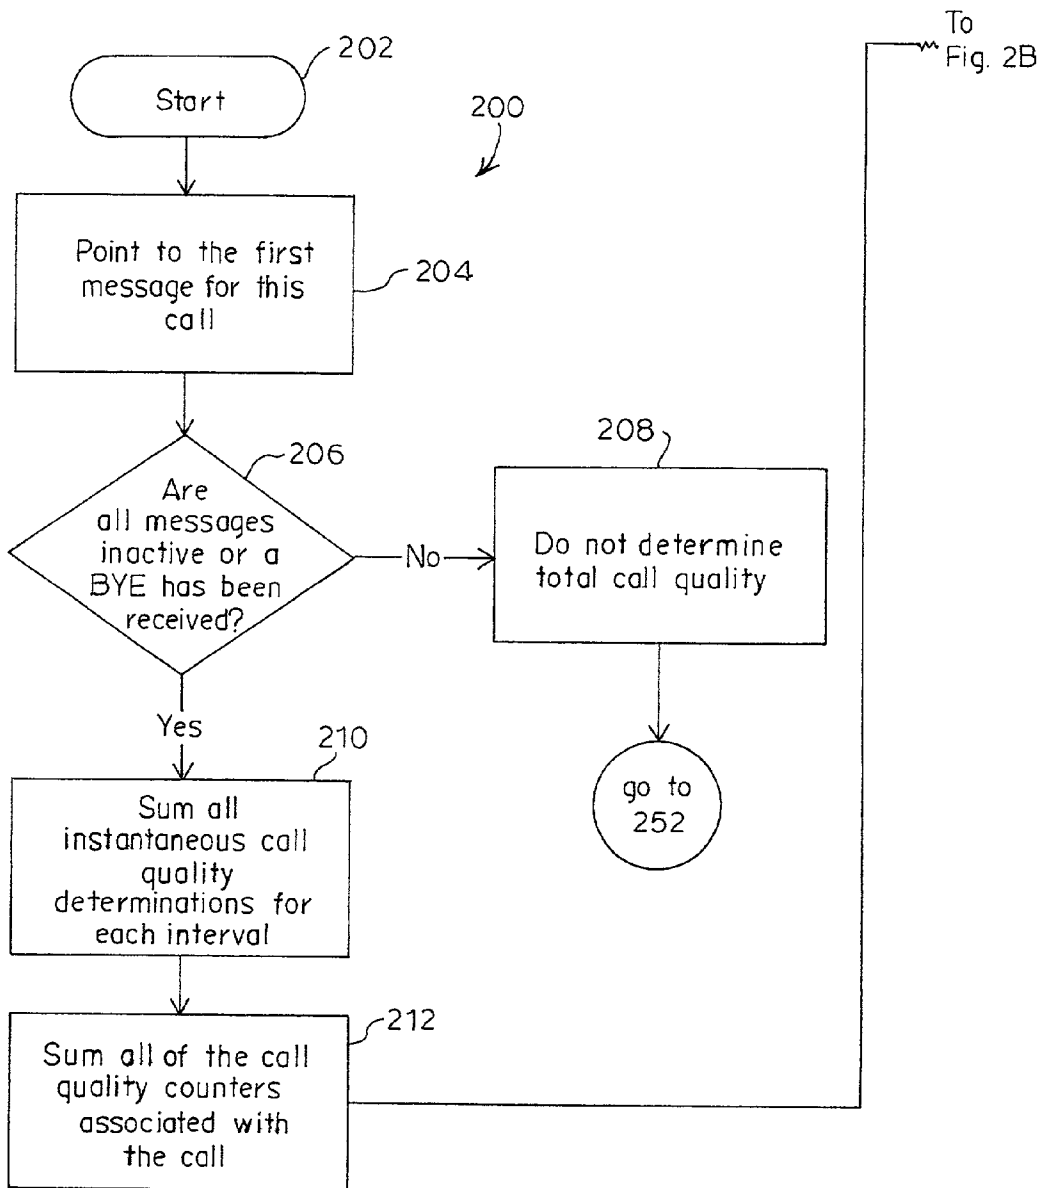 To
Fig. 2B
202
Start
200
Point to the first
message for this
call
204
206
Are
all messages
inactive or a
BYE has been
received?
No
208
Do not determine
total call quality
Yes
go to
252
210
Sum all
instantaneous call
quality
determinations for
each interval
212
Sum all of the call
quality counters
associated with
the call